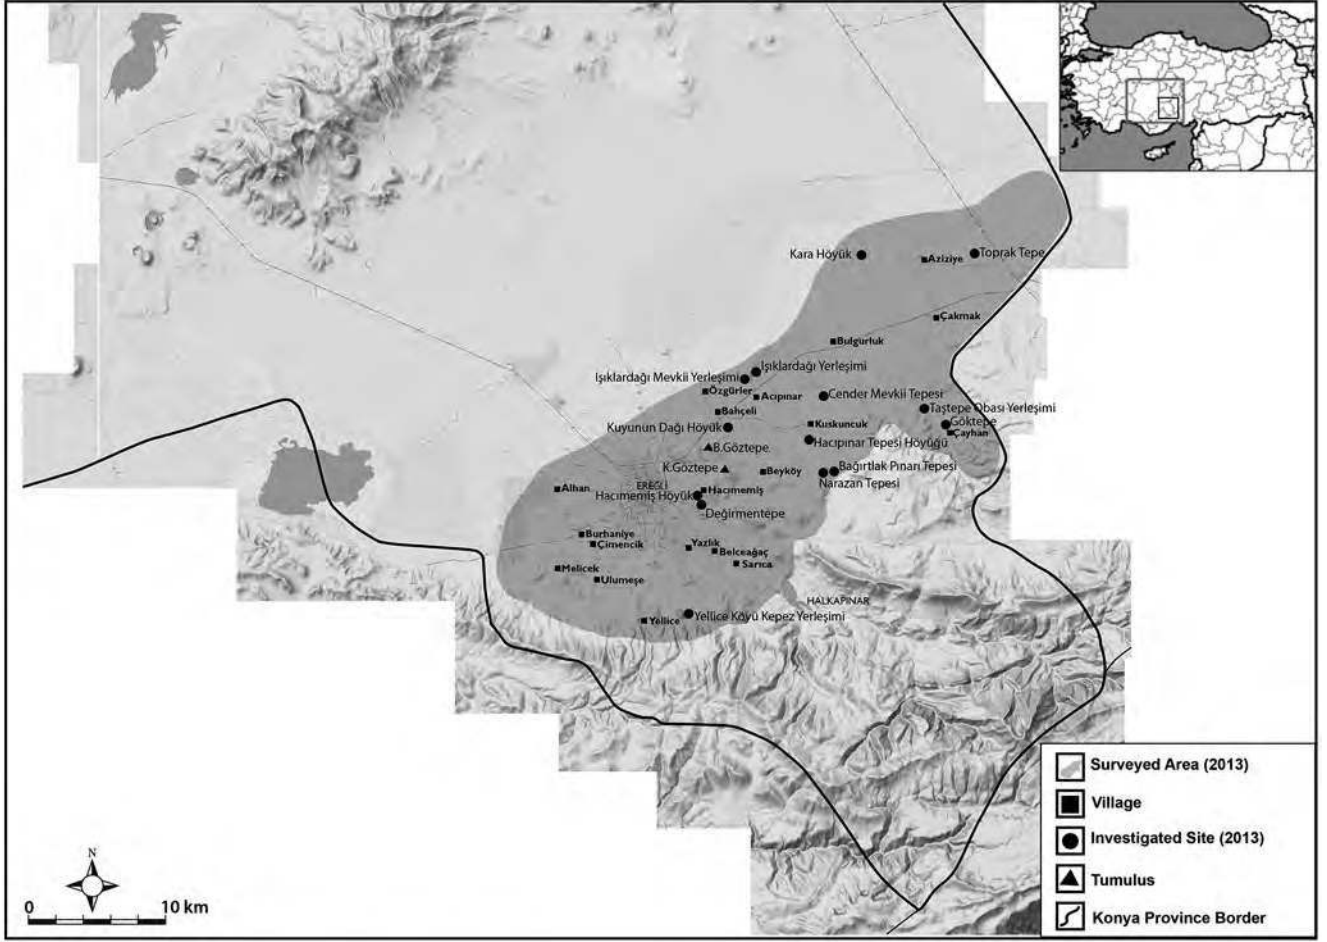 Kara Höyük
Aziziye
Toprak Tepe
Çakmak
Bulgurluk
Işıklardağı Yerleşimi
Işıklardağı Mevkii Yerleşimi
Özgürler
Acıpınar
Cender Mevkii Tepesi
Bahçeli
Taştepe Obası Yerleşimi
Göktepe
Çayhan
Kuyunun Dağı Höyük
Kuskuncuk
Hacıpınar Tepesi Höyüğü
B.Göztepe
K.Göztepe
Beyköy
Bağırtlak Pınarı Tepesi
Narazan Tepesi
EREĞLİ
Alhan
Hacımemiş
Hacımemiş Höyük
Değirmentepe
Burhaniye
Çimencik
Yazlık
Belceağaç
Sarıca
Melicek
Ulumeşe
HALKAPINAR
Yellice
Yellice Köyü Kepez Yerleşimi
Surveyed Area (2013)
Village
Investigated Site (2013)
Tumulus
Konya Province Border
N
0 10 km